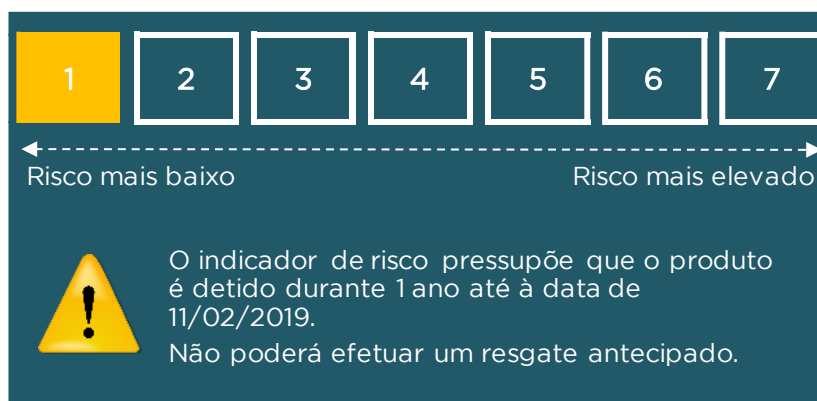 1 2 3 4 5 6 7
Risco mais baixo Risco mais elevado
O indicador de risco pressupõe que o produto
é detido durante 1 ano até à data de
11/02/2019.
Não poderá efetuar um resgate antecipado.